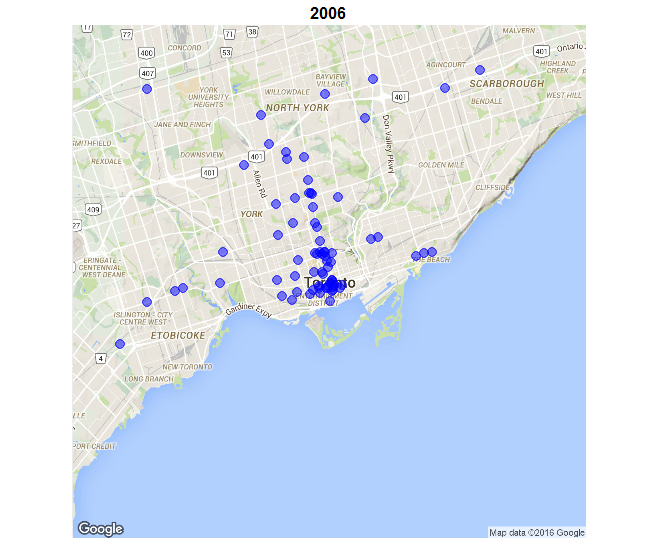 2006
17
71
38
MALVERN
CONCORD
400
53
401
Ontario
407
BAYVIEW
VILLAGE
AGINCOURT
HIGHLAND
CREEK
YORK
UNIVERSITY
HEIGHTS
WILLOWDALE
SCARBOROUGH
WEST HILL
NORTH YORK
401
BENDALE
JANE AND FINCH
Don Valley Pkwy
SMITHFIELD
DOWNSVIEW
401
REXDALE
GOLDEN MILE
401
Allen Rd
CLIFFSIDE
409
YORK
27
ERINGATE-
CENTENNIAL
WEST DEANE
THE BEACH
Toronto
ENTERTAINMENT
DISTRICT
ISLINGTON - CITY
CENTRE WEST
Gardiner Expy
ETOBICOKE
4
NEW TORONTO
LONG BRANCH
PORT CREDIT
Google
Map data ©2016 Google